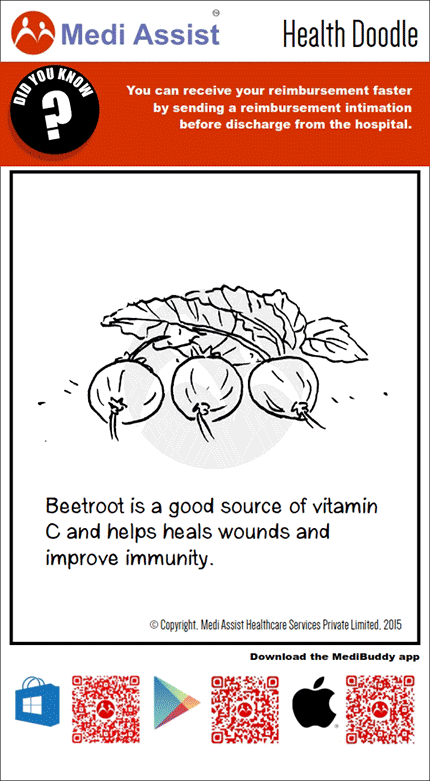 Medi Assist
Health Doodle
DID YOU KNOW
?
You can receive your reimbursement faster
by sending a reimbursement intimation
before discharge from the hospital.
Beetroot is a good source of vitamin
C and helps heals wounds and
improve immunity.
© Copyright, Medi Assist Healthcare Services Private Limited, 2015
Download the MediBuddy app